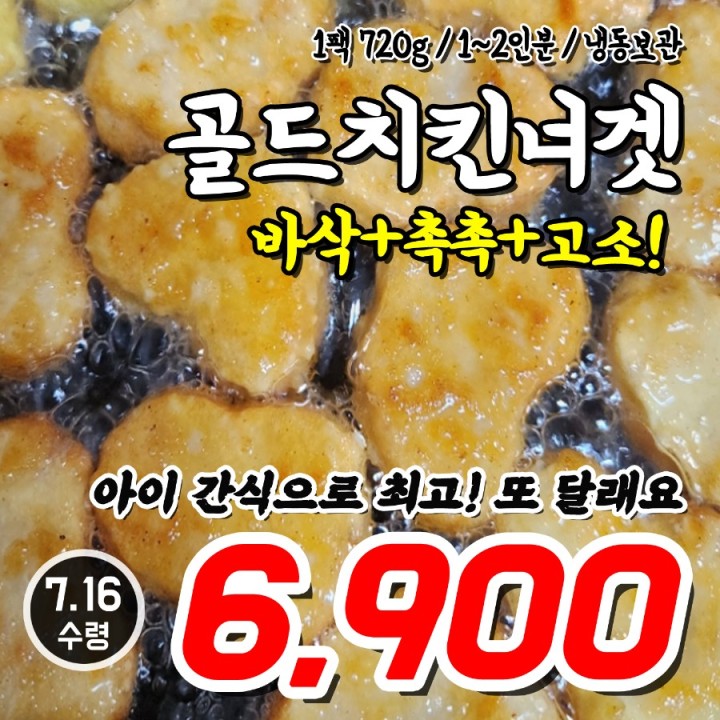 1팩 720g / 1~2인분 / 냉동보관
골드치킨너겟
바삭+촉촉+고소!
아이 간식으로 최고! 또 달래요
7.16
수령
6,900